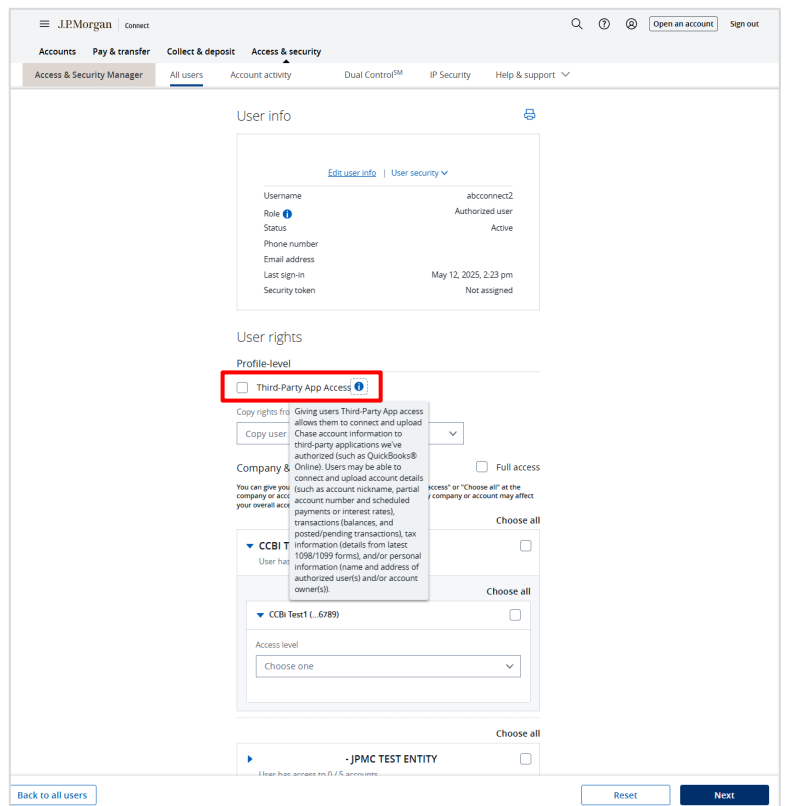 J.P.Morgan | Connect
Open an account
Sign out
Accounts Pay & transfer Collect & deposit Access & security
Access & Security Manager All users Account activity Dual Control℠ IP Security Help & support
User info
Edit user info | User security
Username abcconnect2
Role Authorized user
Status Active
Phone number
Email address
Last sign-in May 12, 2025, 2:23 pm
Security token Not assigned
User rights
Profile-level
Third-Party App Access
Copy rights
Giving users Third-Party App access
allows them to connect and upload
Chase account information to
third-party applications we've
authorized (such as QuickBooks®
Online). Users may be able to
connect and upload account details
(such as account nickname, partial
account number and scheduled
payments or interest rates),
transactions (balances, and
posted/pending transactions), tax
information (details from latest
1098/1099 forms), and/or personal
information (name and address of
authorized user(s) and/or account
owner(s)).
Copy user
Company &
Full access
You can give you access" or "Choose all" at the
company or acco y company or account may affect
your overall acce
Choose all
CCBI T
User has
Choose all
CCBi Test1 (...6789)
Access level
Choose one
Choose all
- JPMC TEST ENTITY
User has access to 0 / 5 accounts
Back to all users
Reset
Next